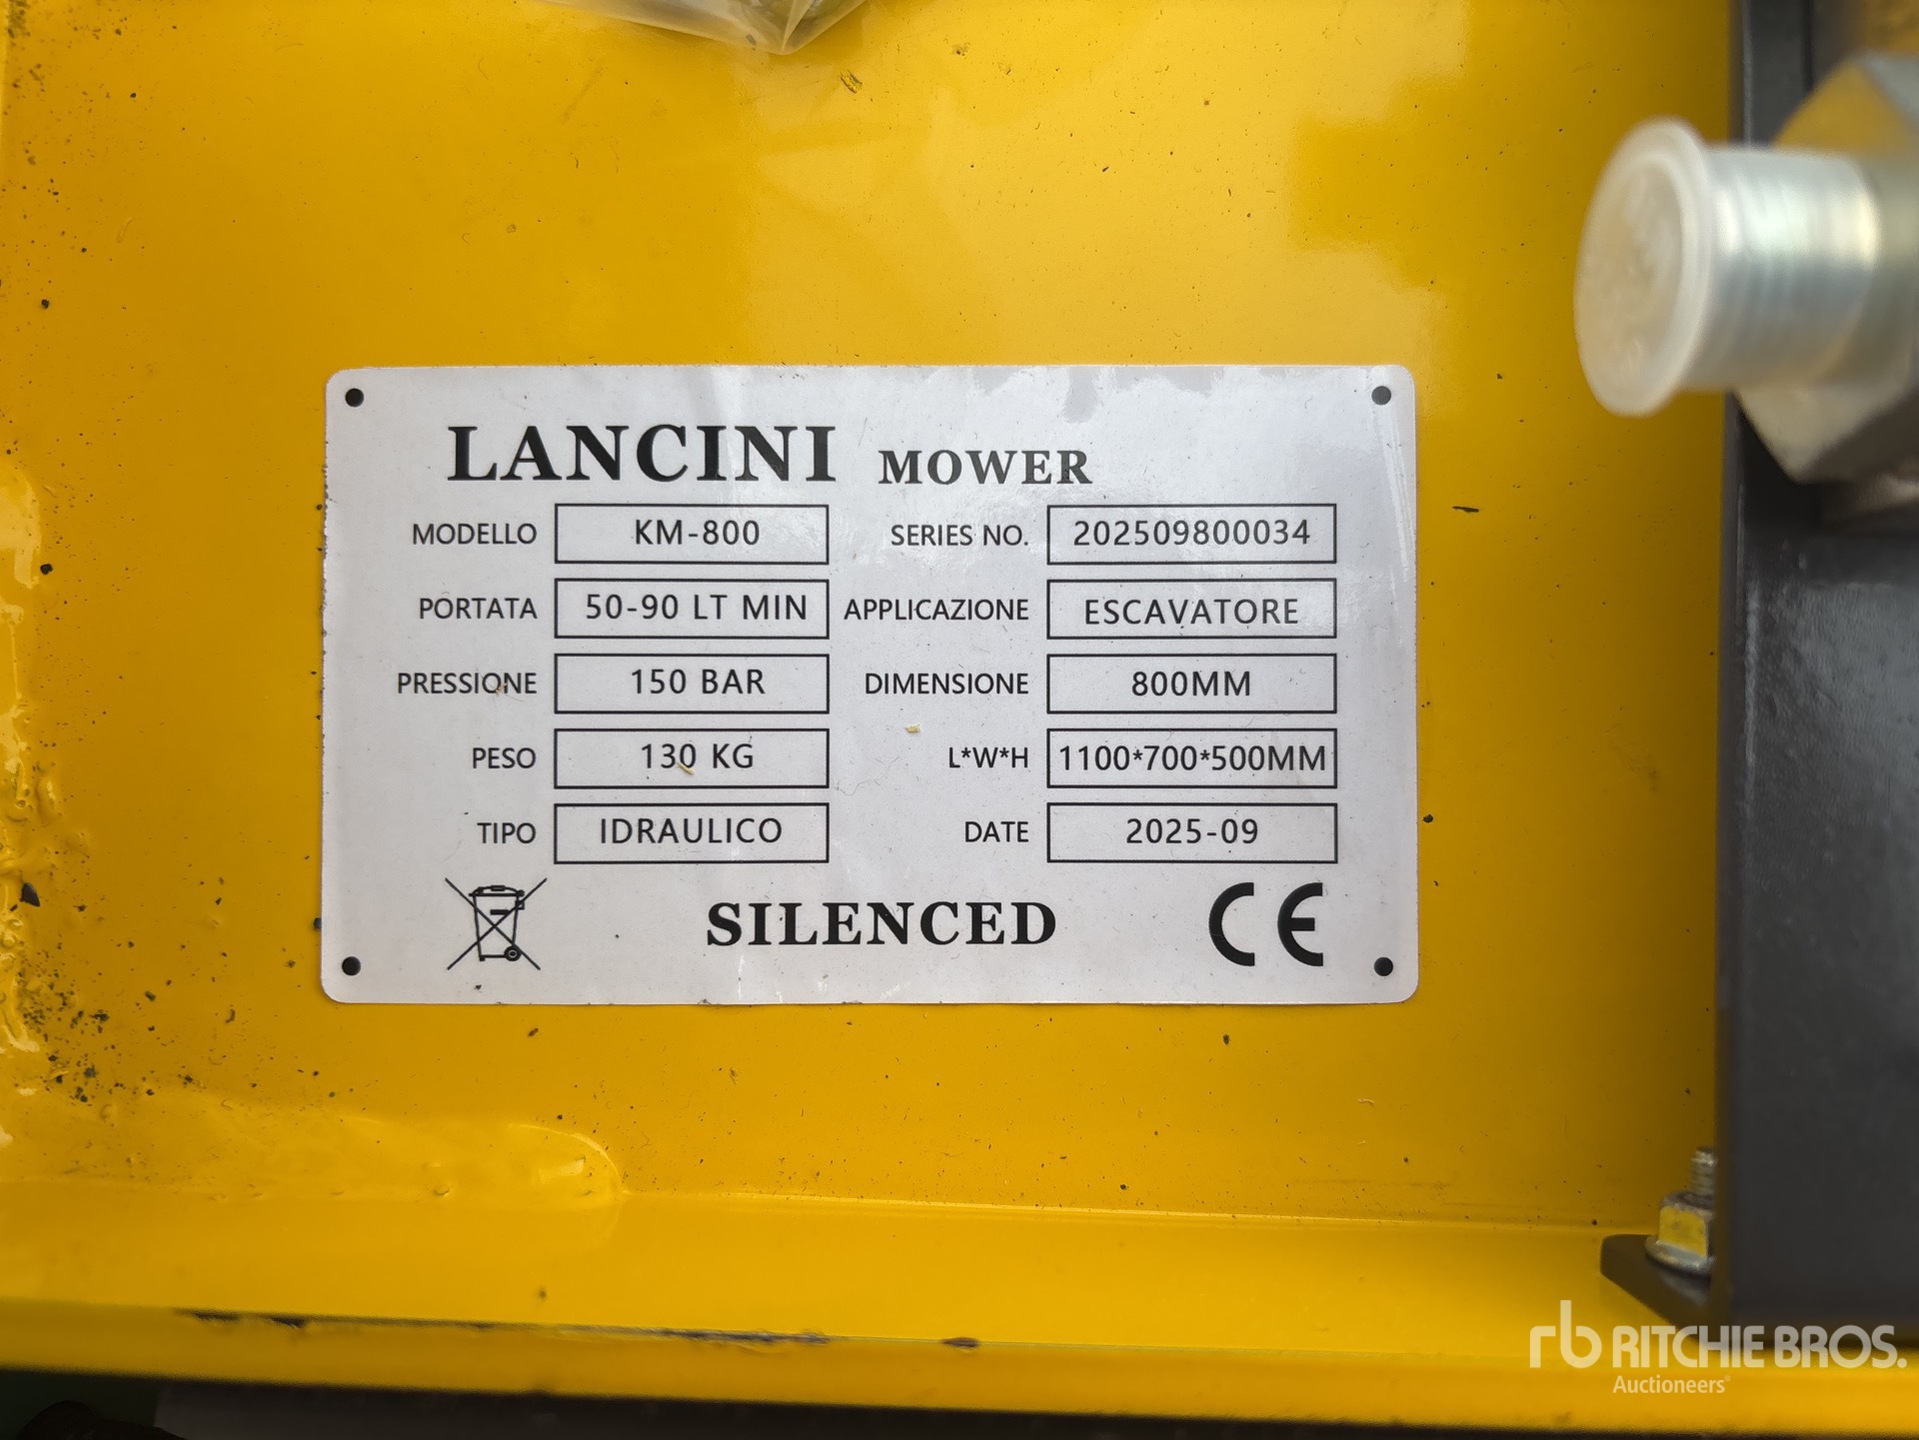 LANCINI MOWER
MODELLO KM-800 SERIES NO. 202509800034
PORTATA 50-90 LT MIN APPLICAZIONE ESCAVATORE
PRESSIONE 150 BAR DIMENSIONE 800MM
PESO 130 KG L*W*H 1100*700*500MM
TIPO IDRAULICO DATE 2025-09
SILENCED CE
rb RITCHIE BROS.
Auctioneers